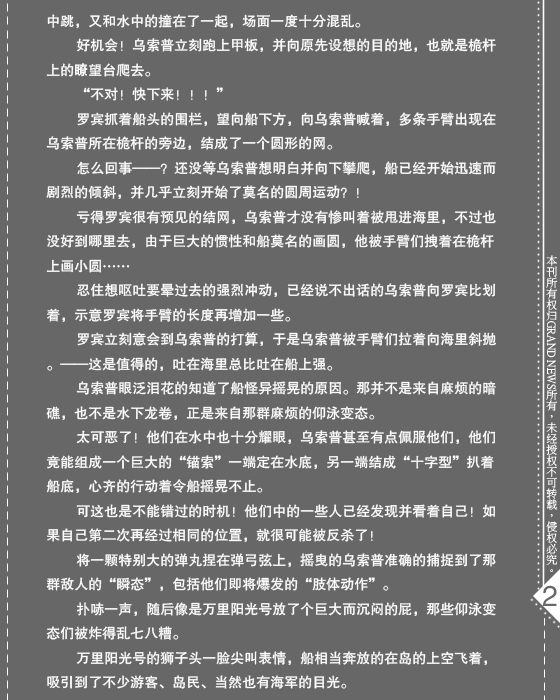 中跳，又和水中的撞在了一起，场面一度十分混乱。
好机会！乌索普立刻跑上甲板，并向原先设想的目的地，也就是桅杆
上的瞭望台爬去。
“不对！快下来！！！”
罗宾抓着船头的围栏，望向船下方，向乌索普喊着，多条手臂出现在
乌索普所在桅杆的旁边，结成了一个圆形的网。
怎么回事——？还没等乌索普想明白并向下攀爬，船已经开始迅速而
剧烈的倾斜，并几乎立刻开始了莫名的圆周运动？！
亏得罗宾很有预见的结网，乌索普才没有惨叫着被甩进海里，不过也
没好到哪里去，由于巨大的惯性和船莫名的画圆，他被手臂们拽着在桅杆
上画小圆……
忍住想呕吐要晕过去的强烈冲动，已经说不出话的乌索普向罗宾比划
着，示意罗宾将手臂的长度再增加一些。
罗宾立刻意会到乌索普的打算，于是乌索普被手臂们拉着向海里斜抛
。——这是值得的，吐在海里总比吐在船上强。
乌索普眼泛泪花的知道了船怪异摇晃的原因。那并不是来自麻烦的暗
礁，也不是水下龙卷，正是来自那群麻烦的仰泳变态。
太可恶了！他们在水中也十分耀眼，乌索普甚至有点佩服他们，他们
竟能组成一个巨大的“锚索”一端定在水底，另一端结成“十字型”扒着
船底，心齐的行动着令船摇晃不止。
可这也是不能错过的时机！他们中的一些人已经发现并看着自己！如
果自己第二次再经过相同的位置，就很可能被反杀了！
将一颗特别大的弹丸捏在弹弓弦上，摇曳的乌索普准确的捕捉到了那
群敌人的“瞬态”，包括他们即将爆发的“肢体动作”。
扑哧一声，随后像是万里阳光号放了个巨大而沉闷的屁，那些仰泳变
态们被炸得乱七八糟。
万里阳光号的狮子头一脸尖叫表情，船相当奔放的在岛的上空飞着，
吸引到了不少游客、岛民、当然也有海军的目光。
本刊所有权归GRAND NEWS所有，未经授权不可转载，侵权必究。
2